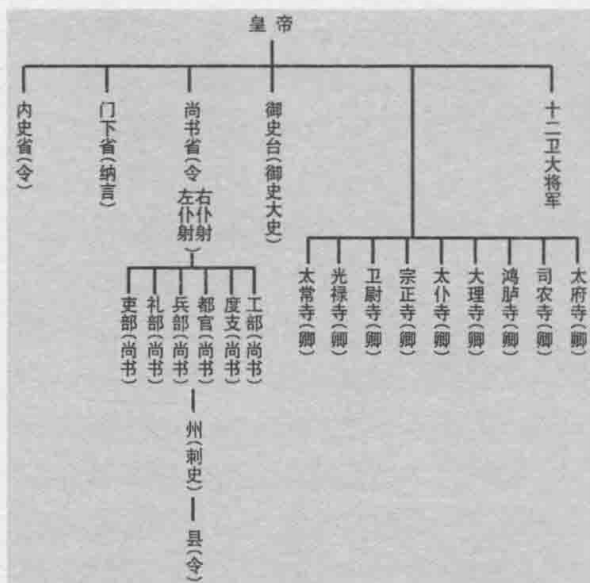 皇帝
内史省(令)
门下省(纳言)
尚书省(令
左仆射
右仆射
)
御史台(御史大史)
十二卫大将军
吏部(尚书)
礼部(尚书)
兵部(尚书)
都官(尚书)
度支(尚书)
工部(尚书)
太常寺(卿)
光禄寺(卿)
卫尉寺(卿)
宗正寺(卿)
太仆寺(卿)
大理寺(卿)
鸿胪寺(卿)
司农寺(卿)
太府寺(卿)
州(刺史)
县(令)